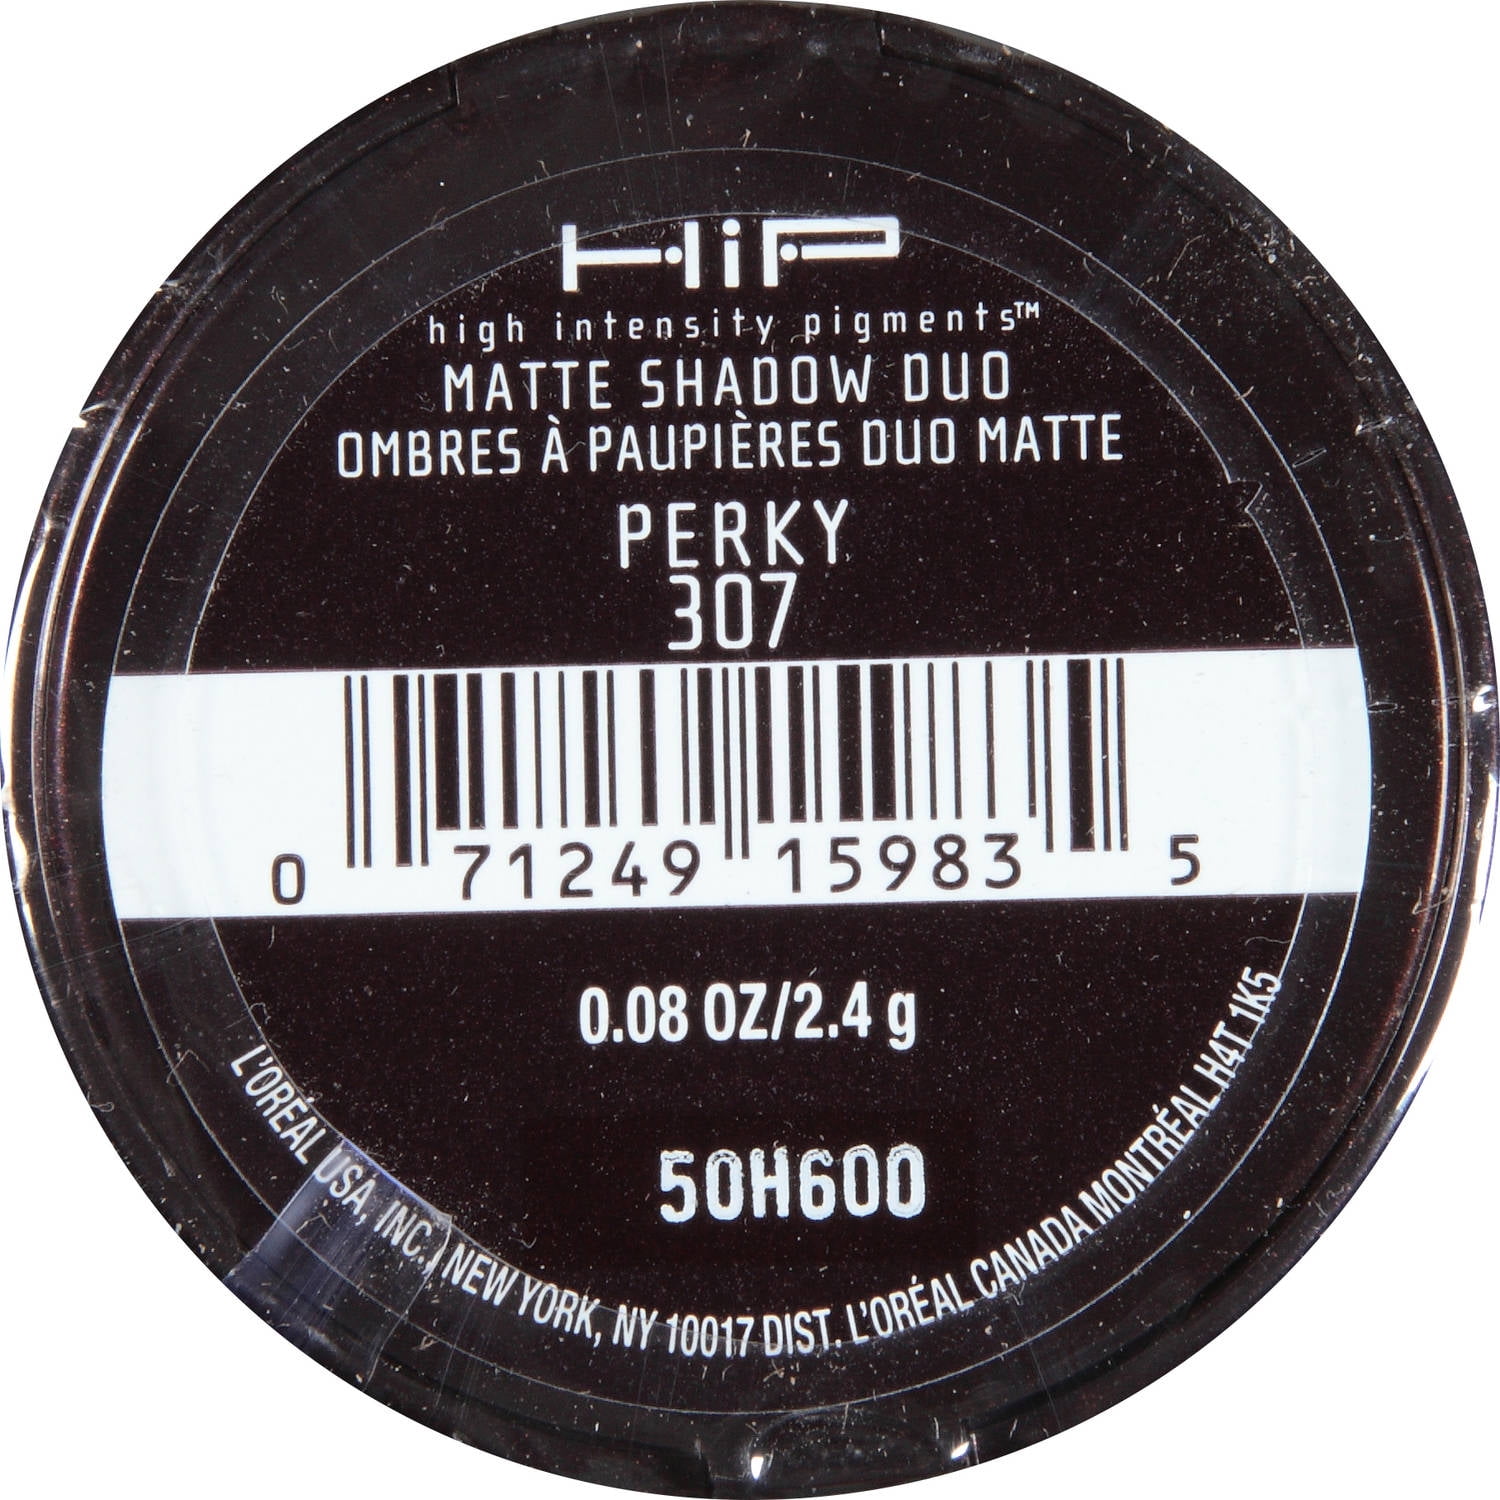 HiP
high intensity pigments™
MATTE SHADOW DUO
OMBRES À PAUPIÈRES DUO MATTE
PERKY
307
0 71249 15983 5
0.08 OZ/2.4 g
50H600
L'ORÉAL USA, INC., NEW YORK, NY 10017 DIST. L'ORÉAL CANADA MONTRÉAL H4T 1K5